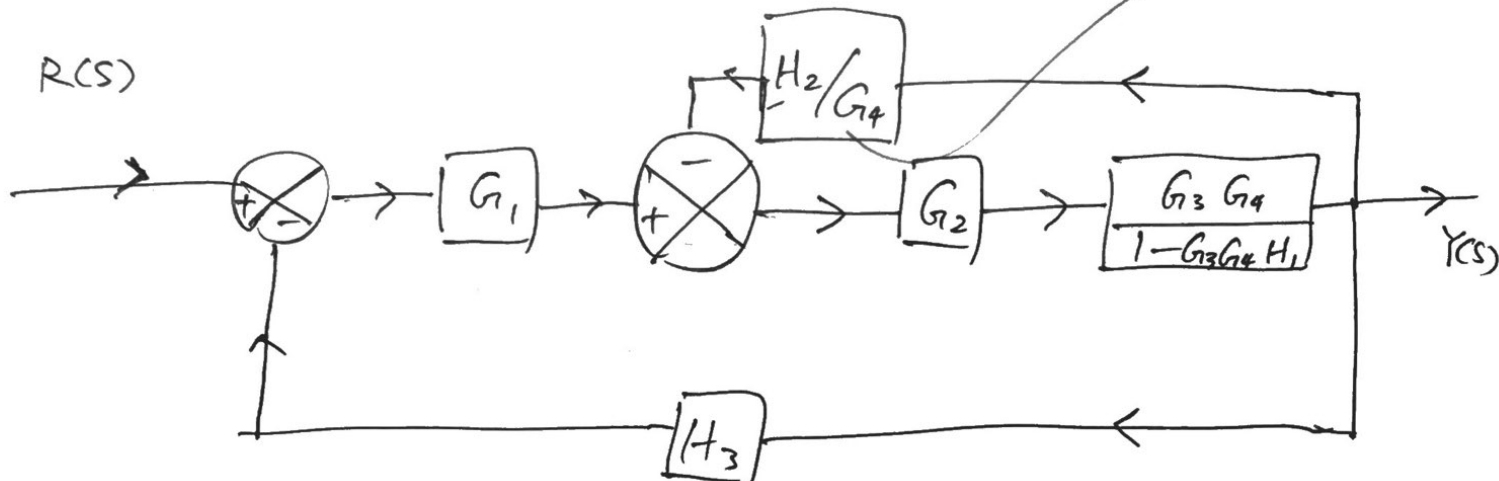 H2/G4
R(S)
+
-
G1
-
+
G2
G3 G4
1-G3G4 H1
Y(S)
H3